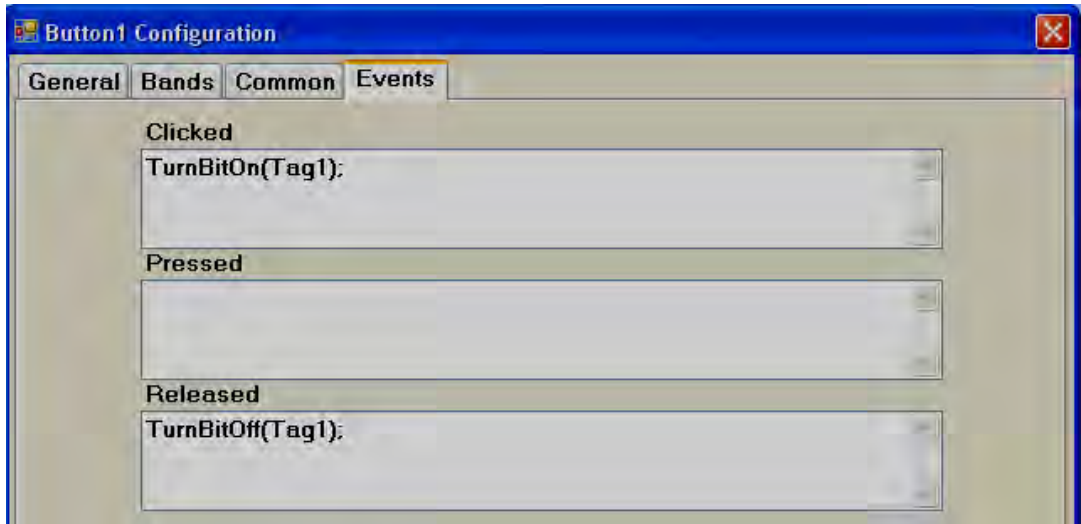 Button1 Configuration
General Bands Common Events
Clicked
TurnBitOn(Tag1);
Pressed
Released
TurnBitOff(Tag1);